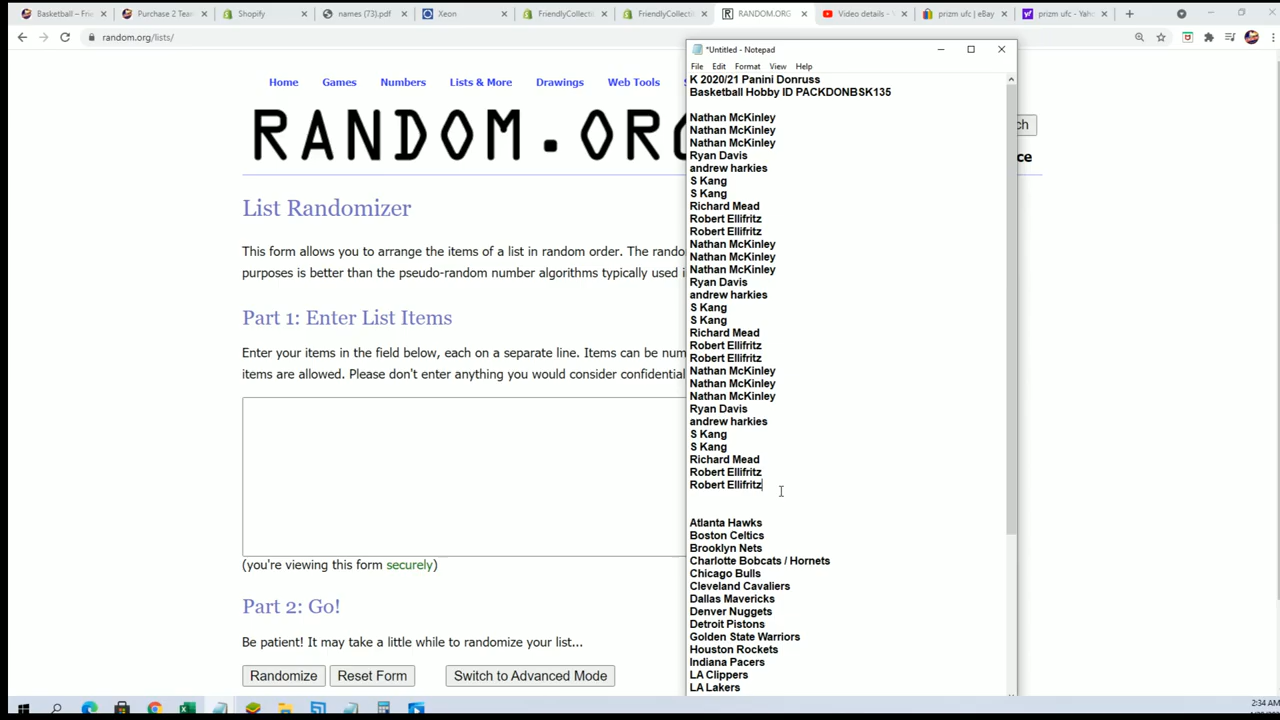 Basketball – Frie
Purchase 2 Team
Shopify
names (73).pdf
Xeon
FriendlyCollecti
FriendlyCollecti
RANDOM.ORG
Video details -
prizm ufc | eBay
prizm ufc - Yaho
random.org/lists/
Home
Games
Numbers
Lists & More
Drawings
Web Tools
RANDOM.OR
ch
ce
List Randomizer
This form allows you to arrange the items of a list in random order. The rando
purposes is better than the pseudo-random number algorithms typically used i
Part 1: Enter List Items
Enter your items in the field below, each on a separate line. Items can be num
items are allowed. Please don't enter anything you would consider confidential
(you're viewing this form securely)
Part 2: Go!
Be patient! It may take a little while to randomize your list...
Randomize
Reset Form
Switch to Advanced Mode
*Untitled - Notepad
File Edit Format View Help
K 2020/21 Panini Donruss
Basketball Hobby ID PACKDONBSK135
Nathan McKinley
Nathan McKinley
Nathan McKinley
Ryan Davis
andrew harkies
S Kang
S Kang
Richard Mead
Robert Ellifritz
Robert Ellifritz
Nathan McKinley
Nathan McKinley
Nathan McKinley
Ryan Davis
andrew harkies
S Kang
S Kang
Richard Mead
Robert Ellifritz
Robert Ellifritz
Nathan McKinley
Nathan McKinley
Nathan McKinley
Ryan Davis
andrew harkies
S Kang
S Kang
Richard Mead
Robert Ellifritz
Robert Ellifritz
Atlanta Hawks
Boston Celtics
Brooklyn Nets
Charlotte Bobcats / Hornets
Chicago Bulls
Cleveland Cavaliers
Dallas Mavericks
Denver Nuggets
Detroit Pistons
Golden State Warriors
Houston Rockets
Indiana Pacers
LA Clippers
LA Lakers
2:34 AM